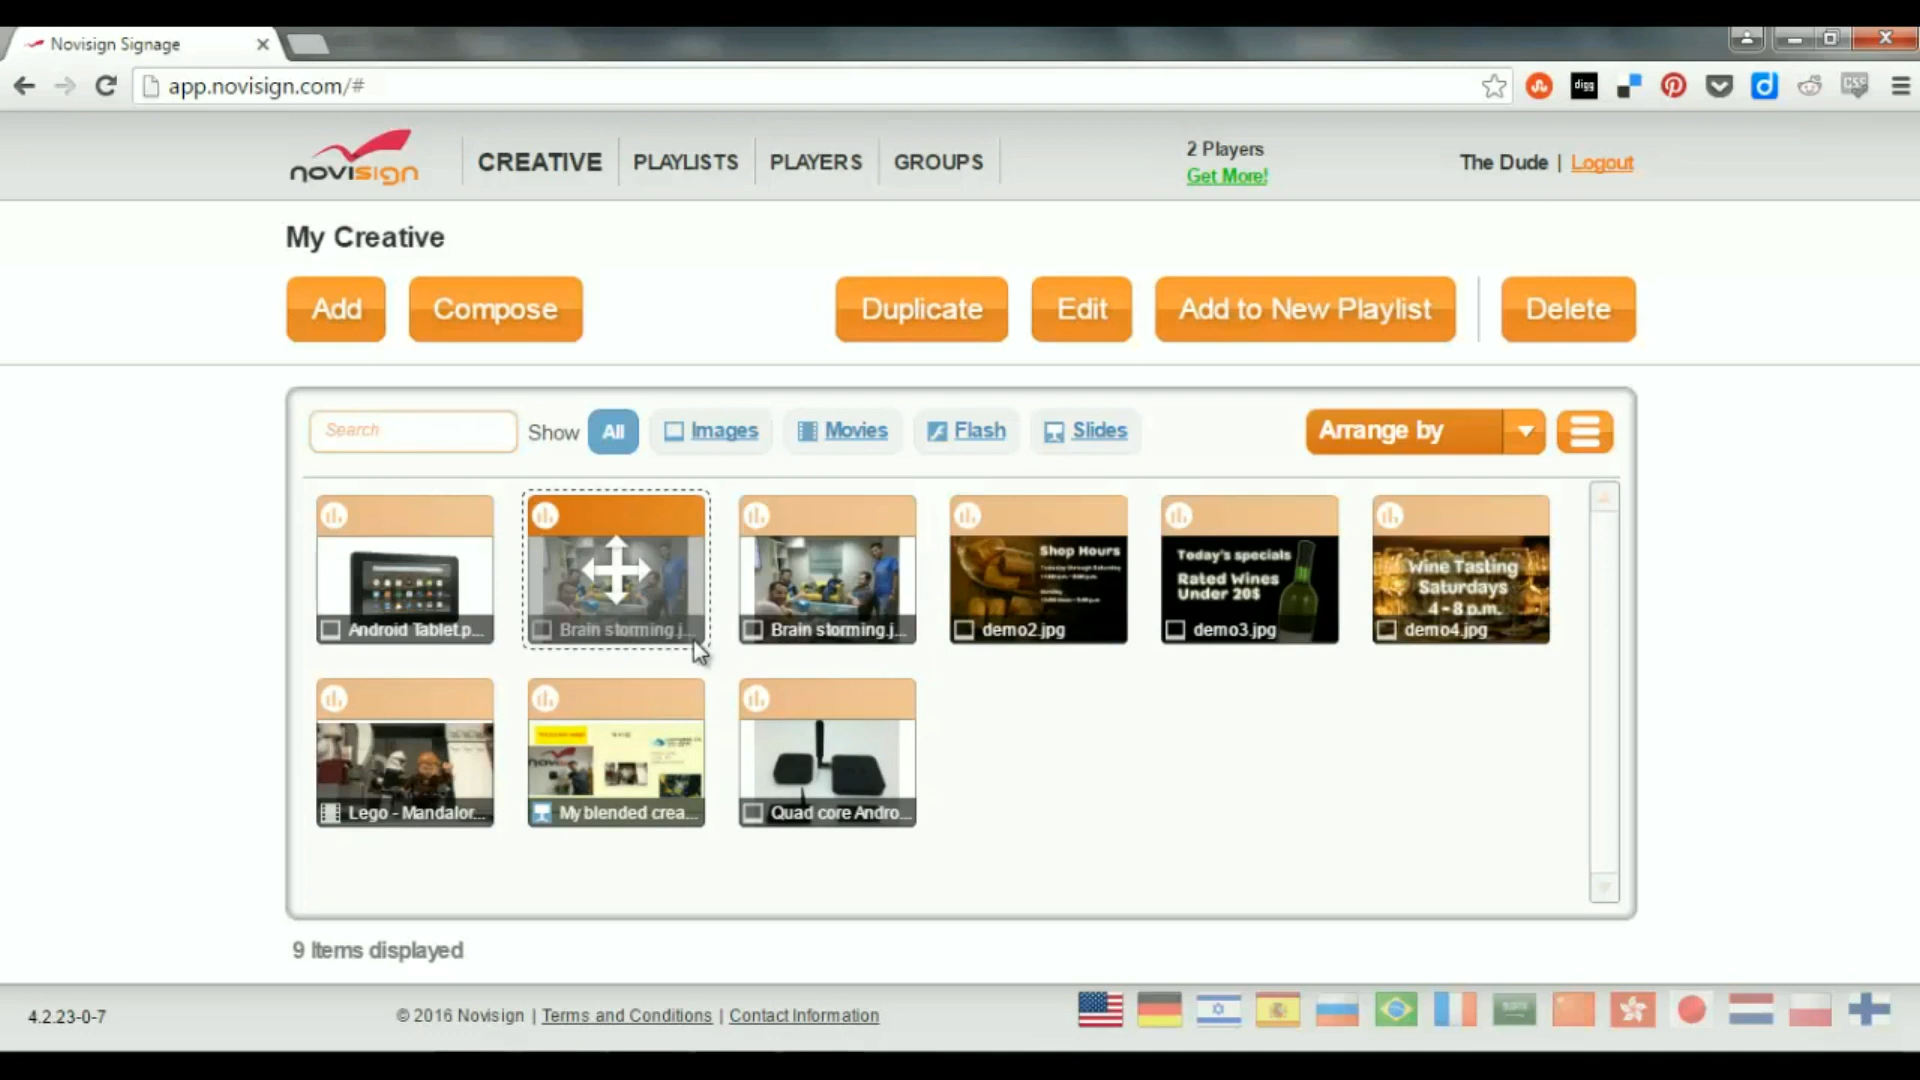 Novisign Signage
app.novisign.com/#
digg
CSS
novisign
CREATIVE
PLAYLISTS
PLAYERS
GROUPS
2 Players
Get More!
The Dude | Logout
My Creative
Add
Compose
Duplicate
Edit
Add to New Playlist
Delete
Search
Show
All
Images
Movies
Flash
Slides
Arrange by
Android Tablet.p...
Brain storming.j...
Brain storming.j...
Shop Hours
demo2.jpg
Today's specials
Rated Wines
Under 20$
demo3.jpg
Wine Tasting
Saturdays
4 - 8 p.m.
demo4.jpg
Lego - Mandalor...
My blended crea...
Quad core Andro...
9 Items displayed
4.2.23-0-7
© 2016 Novisign | Terms and Conditions | Contact Information